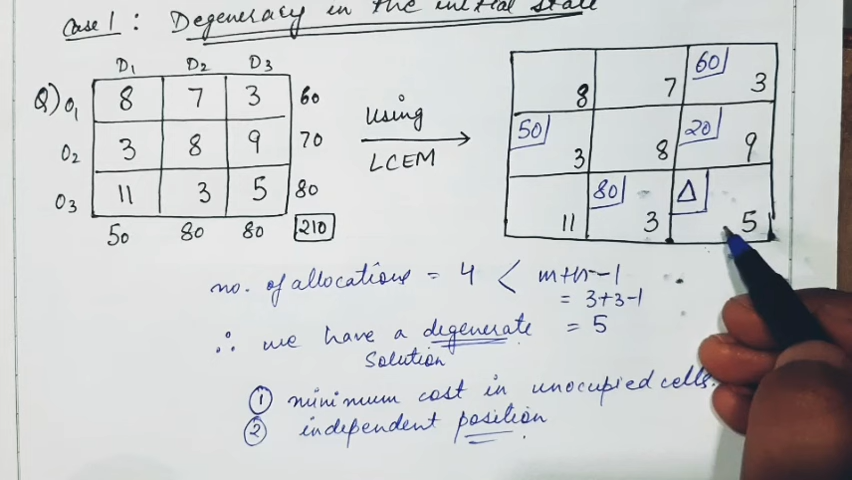 Case 1 : Degeneracy in the initial state
D1 D2 D3
Q) O1 8 7 3 60
O2 3 8 9 70
O3 11 3 5 80
50 80 80 210
Using
LCEM
8 7 60 3
50 3 8 20 9
11 80 3 Δ 5
no. of allocations = 4 < m+n-1
= 3+3-1
= 5
∴ we have a degenerate
solution
① minimum cost in unocupied cells.
② independent position